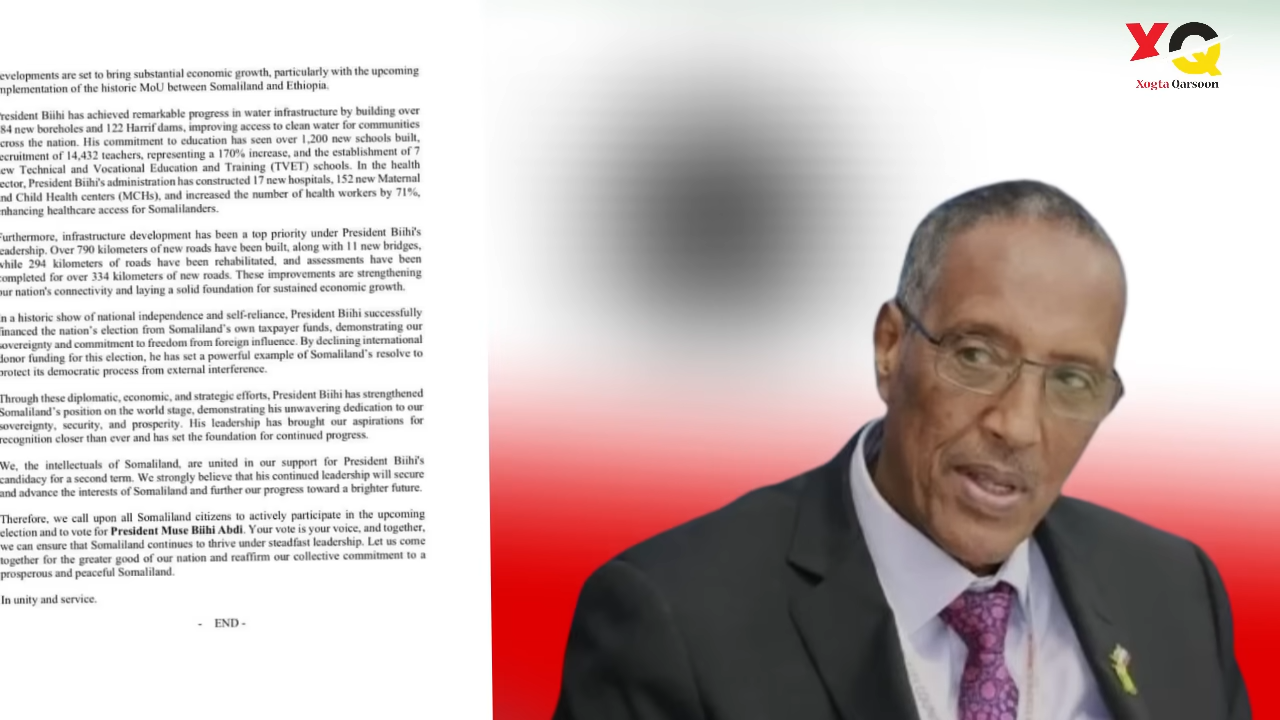 evelopments are set to bring substantial economic growth, particularly with the upcoming
mplementation of the historic MoU between Somaliland and Ethiopia.
resident Biihi has achieved remarkable progress in water infrastructure by building over
84 new boreholes and 122 Harrif dams, improving access to clean water for communities
cross the nation. His commitment to education has seen over 1,200 new schools built,
ecruitment of 14,432 teachers, representing a 170% increase, and the establishment of 7
ew Technical and Vocational Education and Training (TVET) schools. In the health
ector, President Biihi's administration has constructed 17 new hospitals, 152 new Maternal
nd Child Health centers (MCHs), and increased the number of health workers by 71%,
nhancing healthcare access for Somalilanders.
urthermore, infrastructure development has been a top priority under President Biihi's
eadership. Over 790 kilometers of new roads have been built, along with 11 new bridges,
while 294 kilometers of roads have been rehabilitated, and assessments have been
ompleted for over 334 kilometers of new roads. These improvements are strengthening
our nation's connectivity and laying a solid foundation for sustained economic growth.
In a historic show of national independence and self-reliance, President Biihi successfully
financed the nation's election from Somaliland's own taxpayer funds, demonstrating our
sovereignty and commitment to freedom from foreign influence. By declining international
donor funding for this election, he has set a powerful example of Somaliland's resolve to
protect its democratic process from external interference.
Through these diplomatic, economic, and strategic efforts, President Biihi has strengthened
Somaliland's position on the world stage, demonstrating his unwavering dedication to our
sovereignty, security, and prosperity. His leadership has brought our aspirations for
recognition closer than ever and has set the foundation for continued progress.
We, the intellectuals of Somaliland, are united in our support for President Biihi's
candidacy for a second term. We strongly believe that his continued leadership will secure
and advance the interests of Somaliland and further our progress toward a brighter future.
Therefore, we call upon all Somaliland citizens to actively participate in the upcoming
election and to vote for President Muse Biihi Abdi. Your vote is your voice, and together,
we can ensure that Somaliland continues to thrive under steadfast leadership. Let us come
together for the greater good of our nation and reaffirm our collective commitment to a
prosperous and peaceful Somaliland.
In unity and service.
- END -
XQ
Xogta Qarsoon